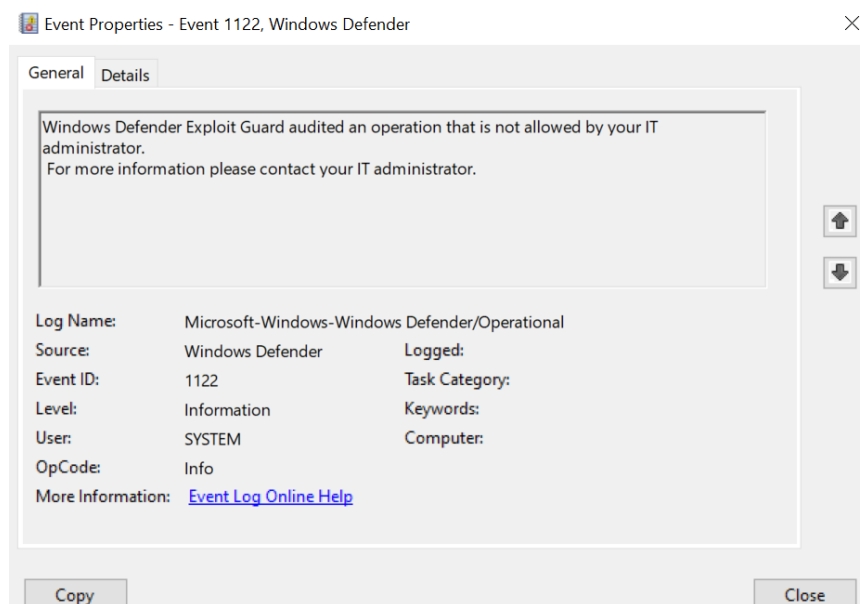 Event Properties - Event 1122, Windows Defender
General Details
Windows Defender Exploit Guard audited an operation that is not allowed by your IT
administrator.
For more information please contact your IT administrator.
Log Name: Microsoft-Windows-Windows Defender/Operational
Source: Windows Defender Logged:
Event ID: 1122 Task Category:
Level: Information Keywords:
User: SYSTEM Computer:
OpCode: Info
More Information: Event Log Online Help
Copy Close